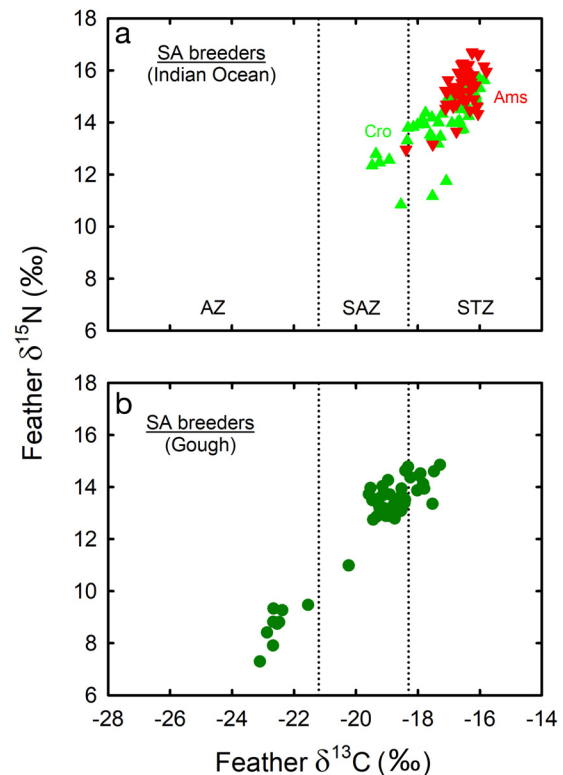 a
SA breeders
(Indian Ocean)
Cro
Ams
AZ
SAZ
STZ
18
16
14
12
10
8
6
b
SA breeders
(Gough)
18
16
14
12
10
8
6
-28 -26 -24 -22 -20 -18 -16 -14
Feather δ¹⁵N (‰)
Feather δ¹³C (‰)